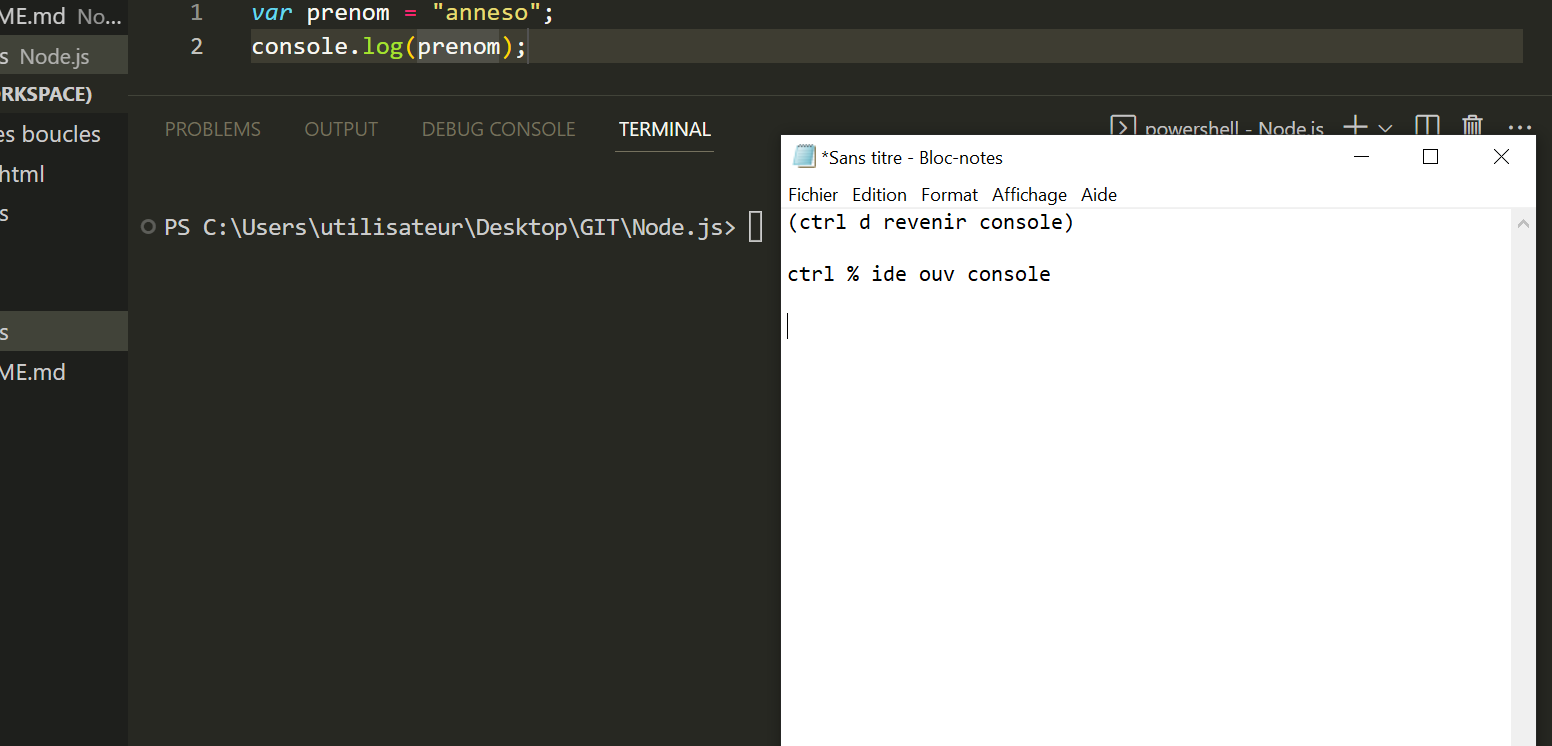 ME.md No...
s Node.js
RKSPACE)
es boucles
html
s
s
ME.md
1 var prenom = "anneso";
2 console.log(prenom);
PROBLEMS OUTPUT DEBUG CONSOLE TERMINAL
powershell - Node.js
PS C:\Users\utilisateur\Desktop\GIT\Node.js>
*Sans titre - Bloc-notes
Fichier Edition Format Affichage Aide
(ctrl d revenir console)
ctrl % ide ouv console